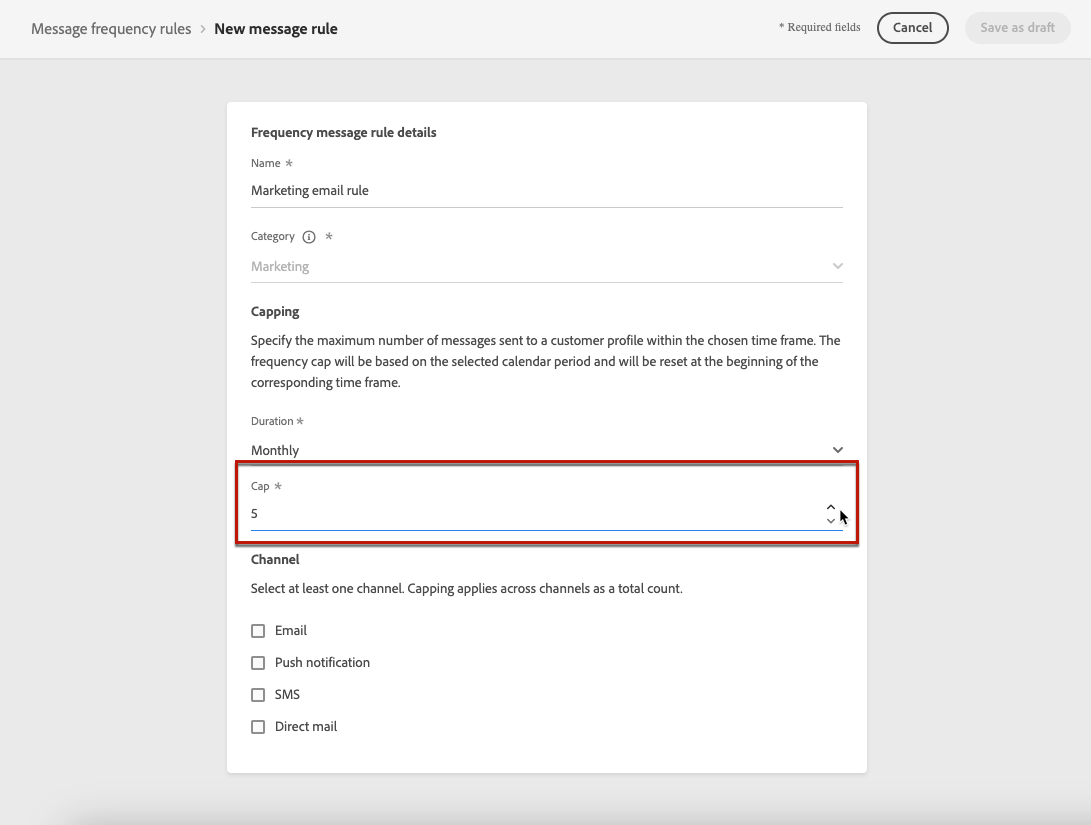 Message frequency rules > New message rule
* Required fields
Cancel
Save as draft
Frequency message rule details
Name *
Marketing email rule
Category *
Marketing
Capping
Specify the maximum number of messages sent to a customer profile within the chosen time frame. The
frequency cap will be based on the selected calendar period and will be reset at the beginning of the
corresponding time frame.
Duration *
Monthly
Cap *
5
Channel
Select at least one channel. Capping applies across channels as a total count.
Email
Push notification
SMS
Direct mail